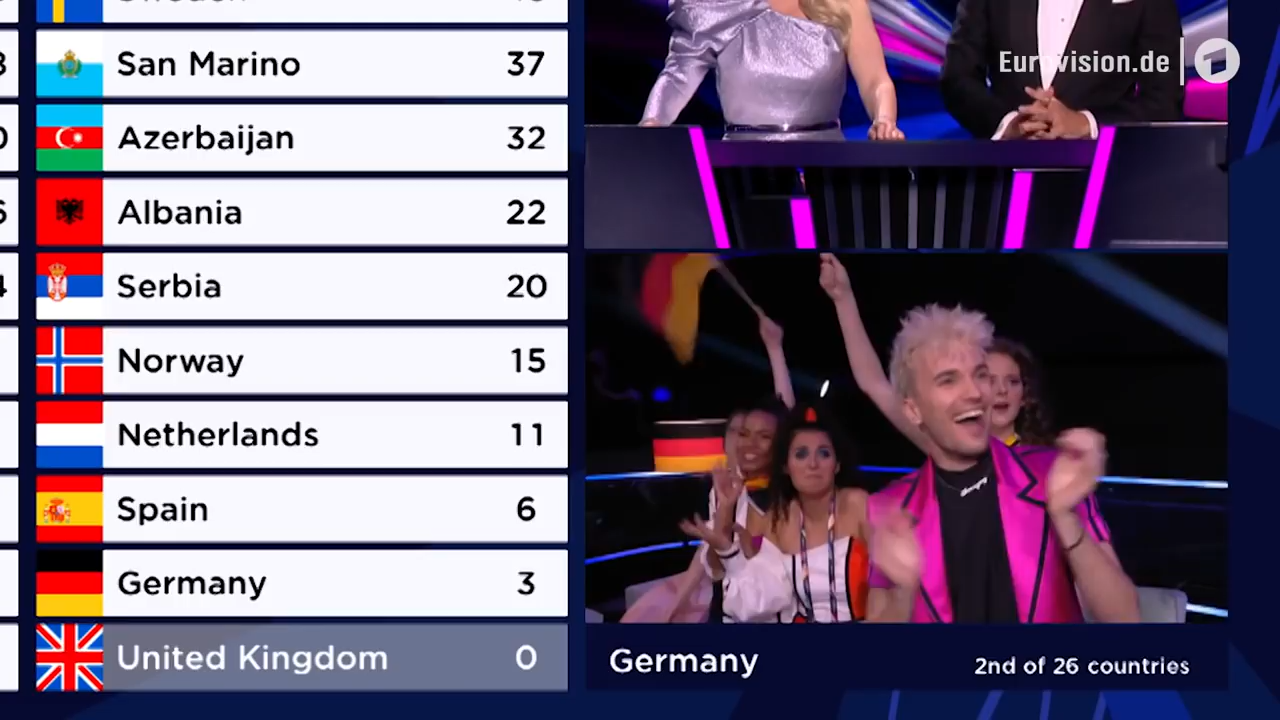 San Marino 37
Azerbaijan 32
Albania 22
Serbia 20
Norway 15
Netherlands 11
Spain 6
Germany 3
United Kingdom 0
Eurovision.de
Germany
2nd of 26 countries